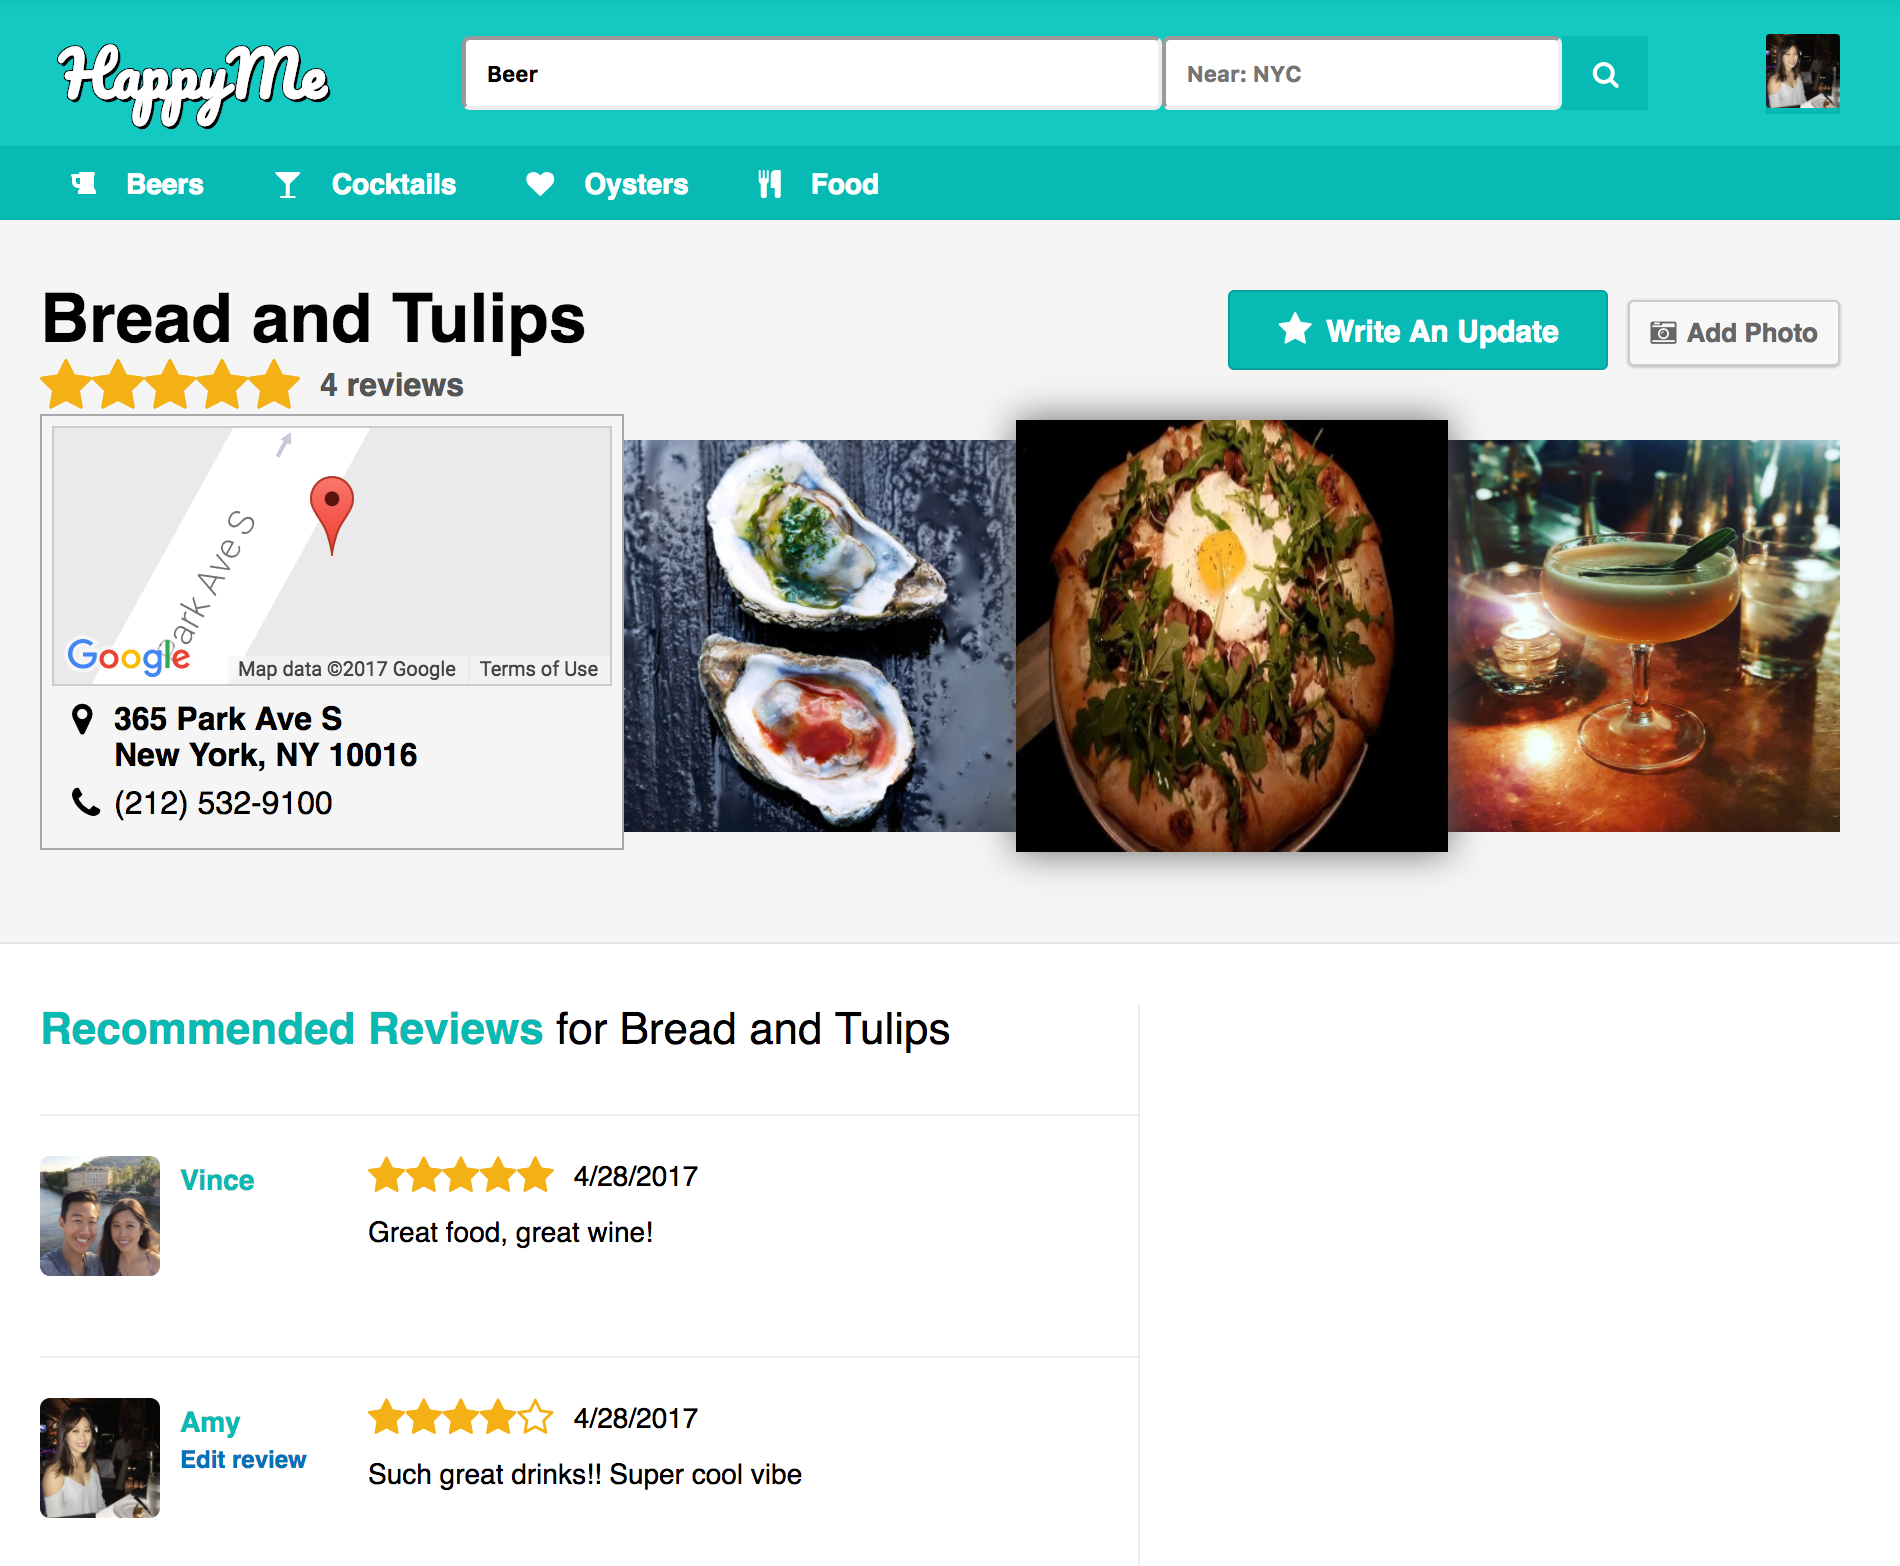 HappyMe
Beer
Near: NYC
Beers
Cocktails
Oysters
Food
Bread and Tulips
Write An Update
Add Photo
4 reviews
Park Ave S
Google
Map data ©2017 Google
Terms of Use
365 Park Ave S
New York, NY 10016
(212) 532-9100
Recommended Reviews for Bread and Tulips
Vince
4/28/2017
Great food, great wine!
Amy
4/28/2017
Edit review
Such great drinks!! Super cool vibe